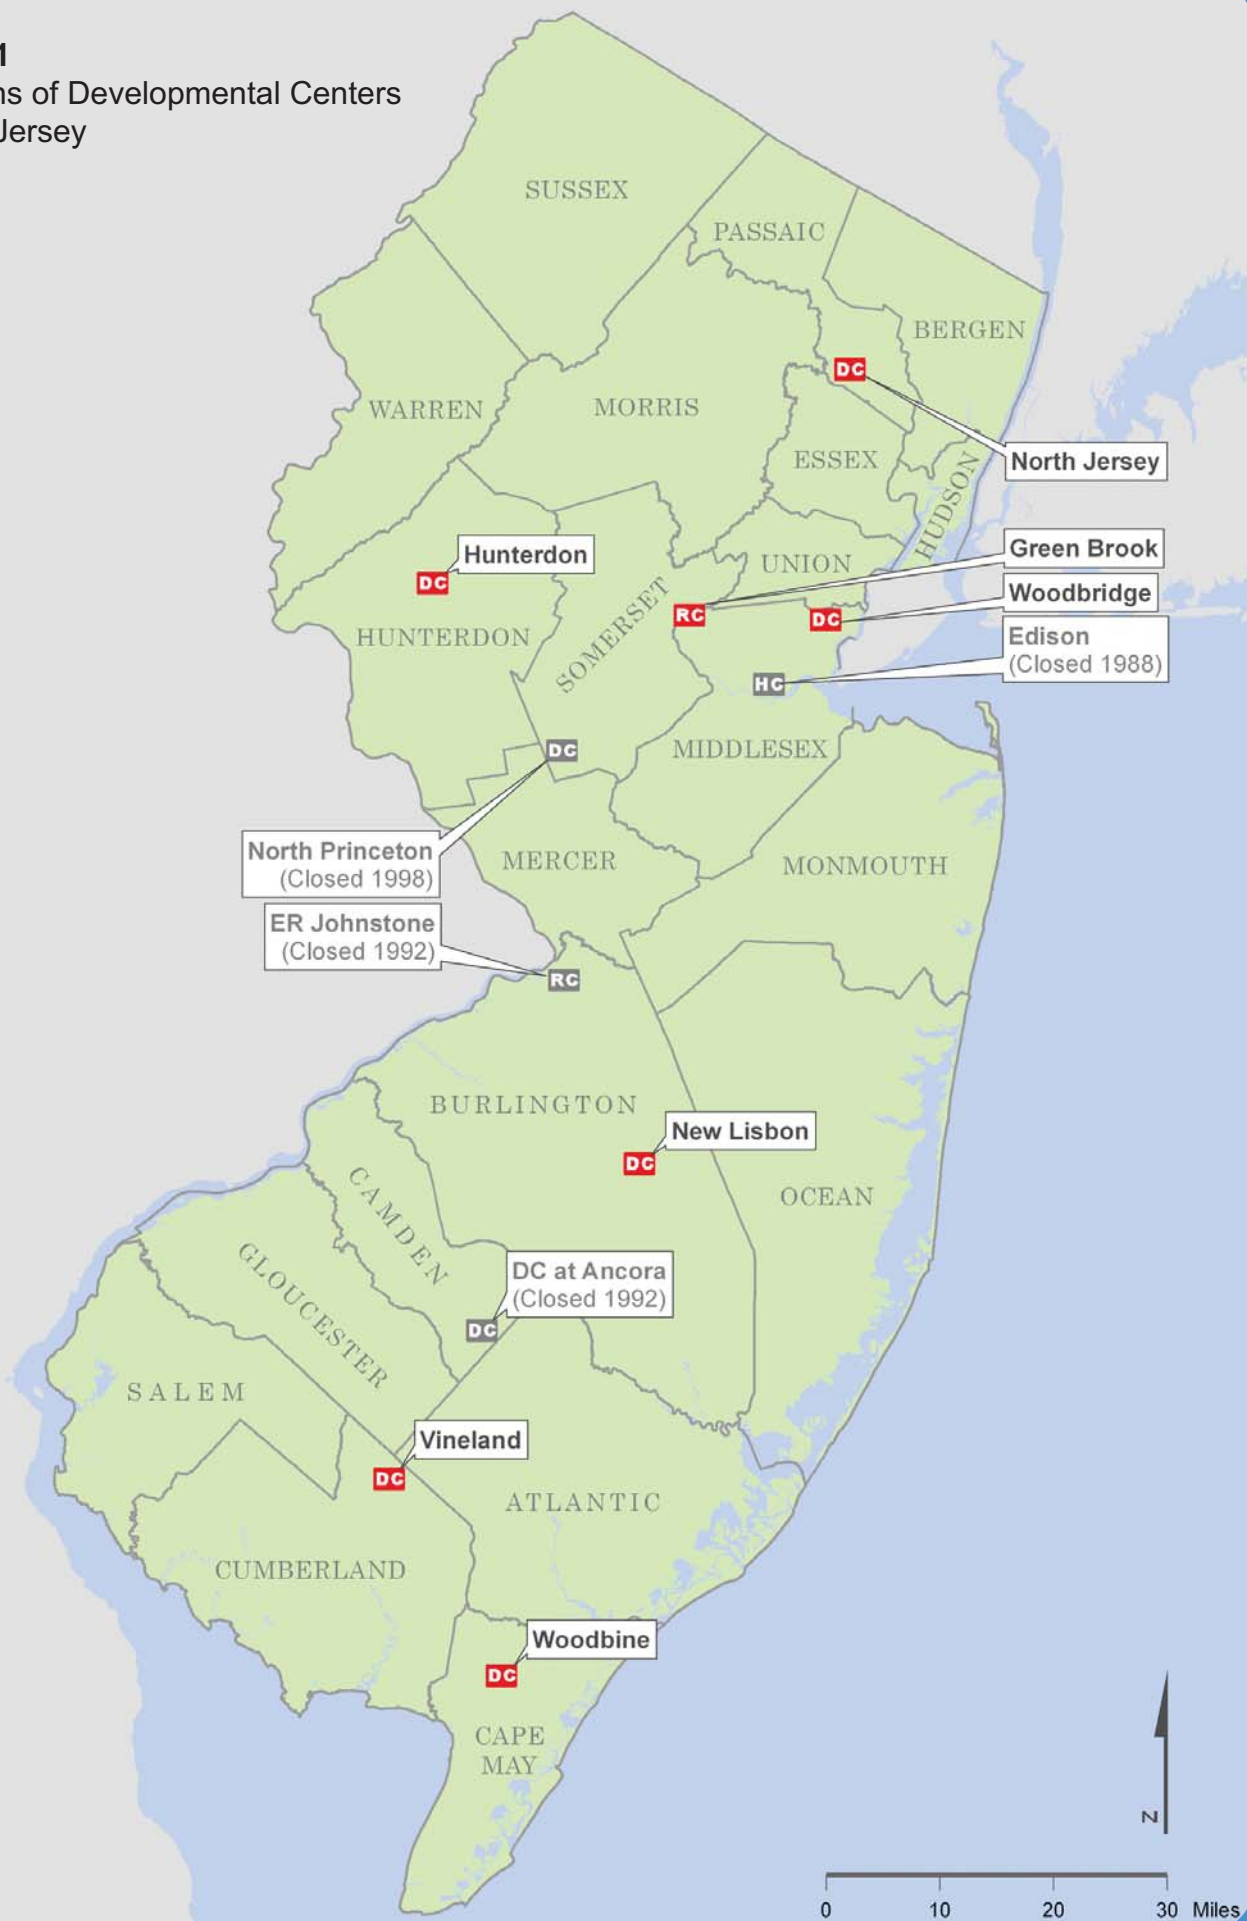 ns of Developmental Centers
Jersey
SUSSEX
PASSAIC
BERGEN
DC
WARREN
MORRIS
ESSEX
North Jersey
HUDSON
Hunterdon
DC
UNION
Green Brook
Woodbridge
RC
DC
HUNTERDON
SOMERSET
Edison
(Closed 1988)
HC
DC
MIDDLESEX
North Princeton
(Closed 1998)
MERCER
MONMOUTH
ER Johnstone
(Closed 1992)
RC
BURLINGTON
New Lisbon
DC
OCEAN
CAMDEN
GLOUCESTER
DC at Ancora
(Closed 1992)
DC
SALEM
Vineland
DC
ATLANTIC
CUMBERLAND
Woodbine
DC
CAPE
MAY
N
0 10 20 30 Miles